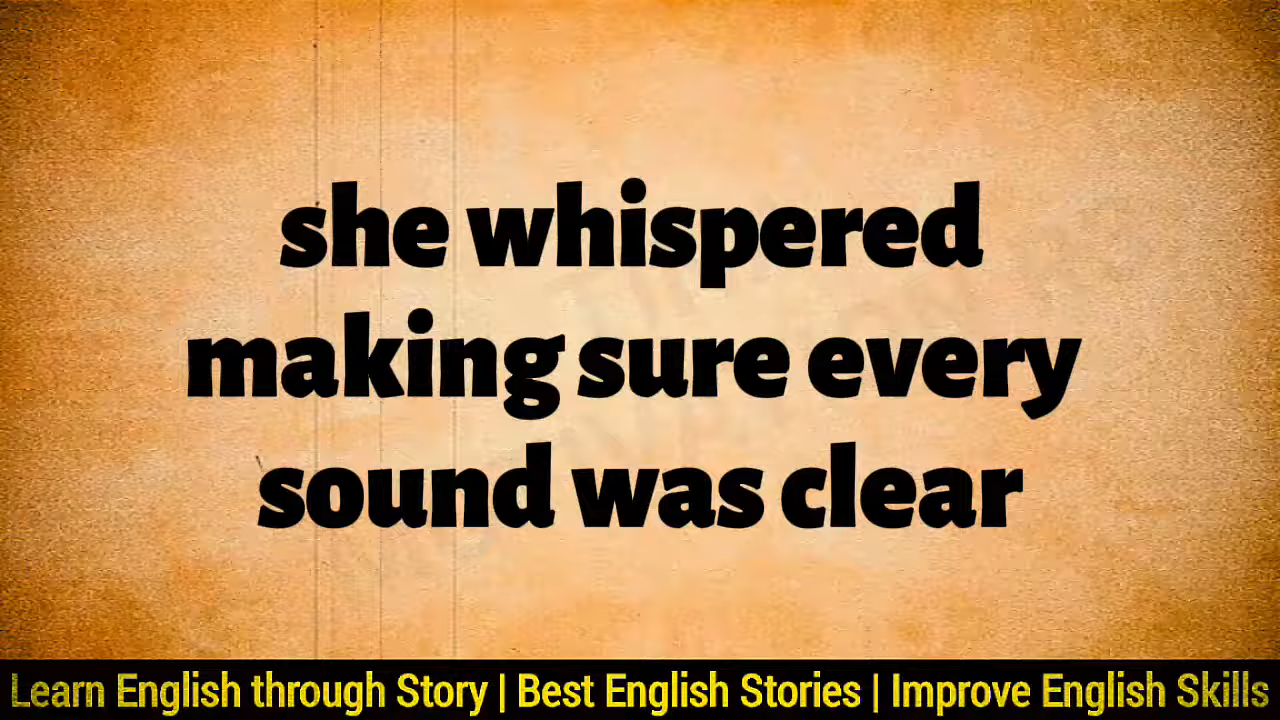 she whispered
making sure every
sound was clear
Learn English through Story | Best English Stories | Improve English Skills